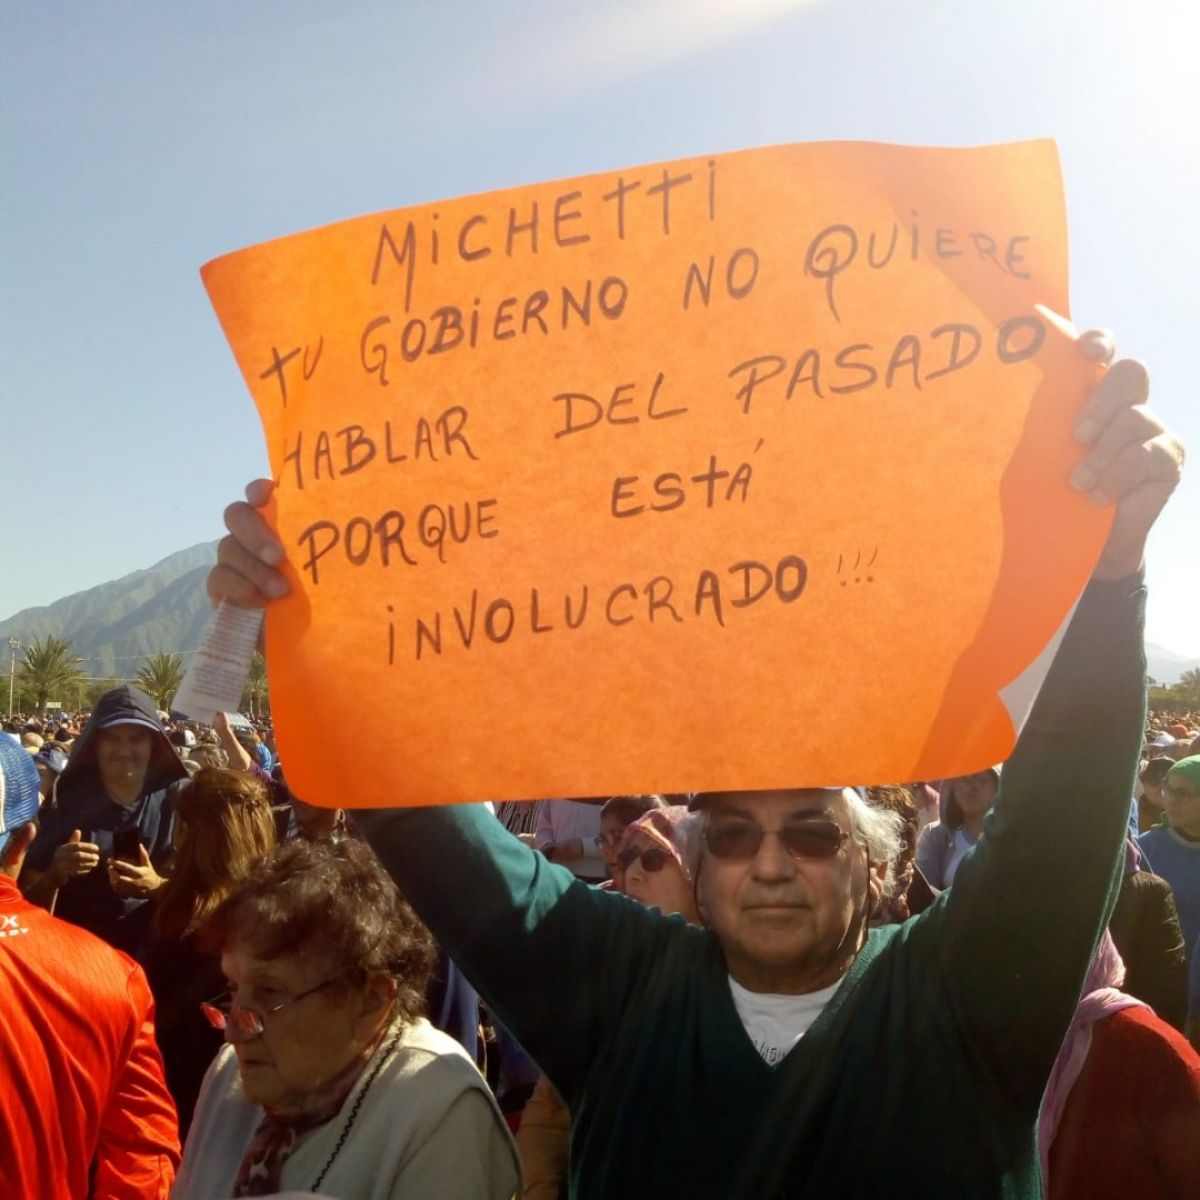 MiCHETTi
TU GOBiERNO NO QUiERE
HABLAR DEL PASADO
PORQUE ESTÁ
iNVOLUCRADO !!!